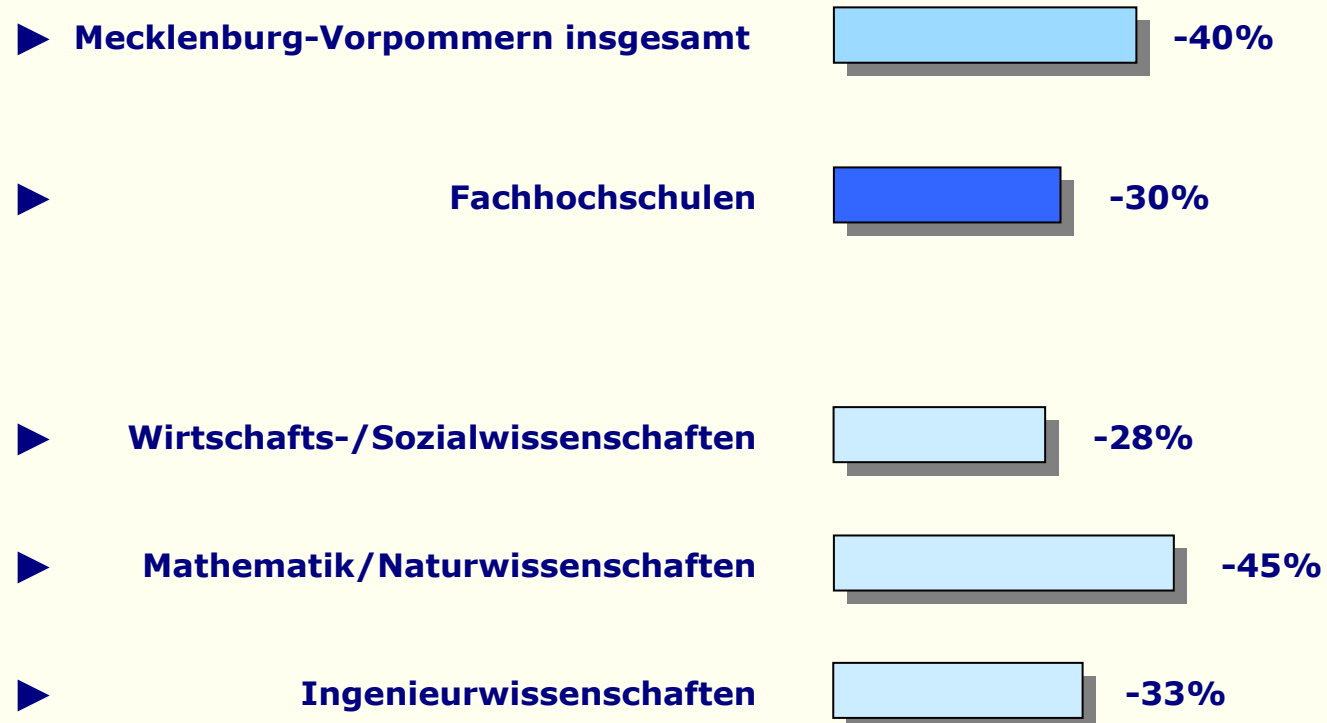 Mecklenburg-Vorpommern insgesamt -40%
Fachhochschulen -30%
Wirtschafts-/Sozialwissenschaften -28%
Mathematik/Naturwissenschaften -45%
Ingenieurwissenschaften -33%